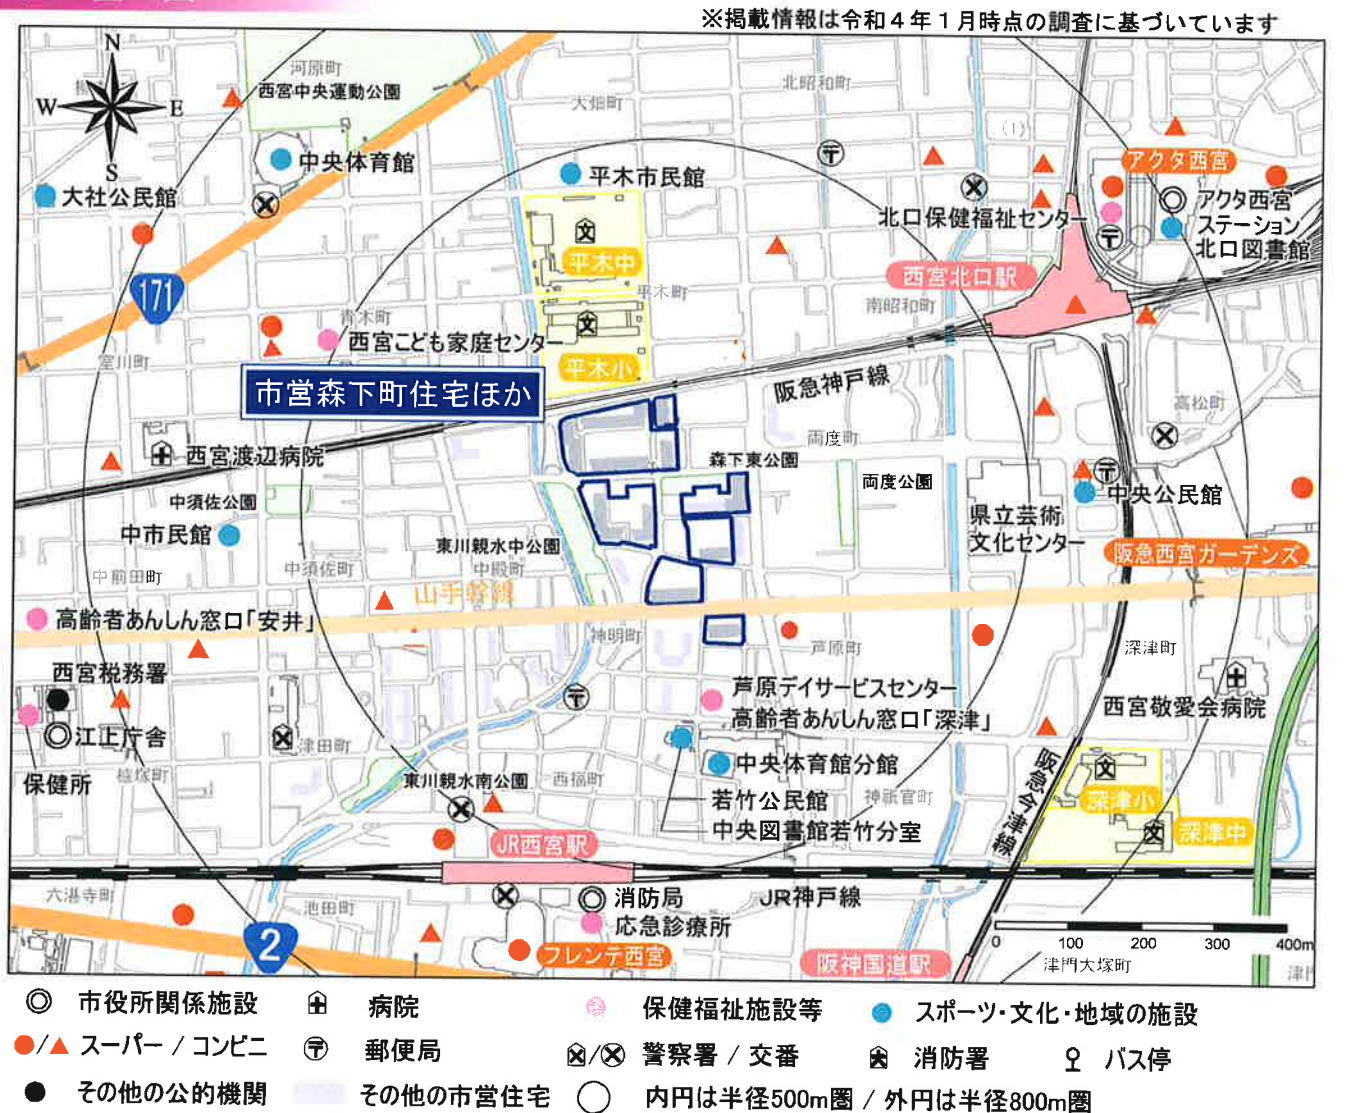 ※掲載情報は令和４年１月時点の調査に基づいています
N
W
E
S
河原町
西宮中央運動公園
大畑町
北昭和町
(1)
中央体育館
平木市民館
アクタ西宮
大社公民館
北口保健福祉センター
アクタ西宮
ステーション
北口図書館
平木中
西宮北口駅
171
平木町
南昭和町
青木町
西宮こども家庭センター
室川町
平木小
市営森下町住宅ほか
阪急神戸線
高松町
両度町
西宮渡辺病院
森下東公園
中須佐公園
両度公園
中央公民館
中市民館
県立芸術
文化センター
東川親水中公園
阪急西宮ガーデンズ
中前田町
中須佐町
中殿町
山手幹線
高齢者あんしん窓口「安井」
神明町
芦原町
深津町
西宮税務署
芦原デイサービスセンター
高齢者あんしん窓口「深津」
西宮敬愛会病院
江上庁舎
津田町
中央体育館分館
阪急今津線
保健所
櫨塚町
東川親水南公園
西福町
若竹公民館
神祇官町
深津小
中央図書館若竹分室
深津中
JR西宮駅
六湛寺町
池田町
消防局
JR神戸線
応急診療所
2
フレンテ西宮
阪神国道駅
0
100
200
300
400m
津門大塚町
市役所関係施設
病院
保健福祉施設等
スポーツ・文化・地域の施設
スーパー / コンビニ
郵便局
警察署 / 交番
消防署
バス停
その他の公的機関
その他の市営住宅
内円は半径500m圏 / 外円は半径800m圏